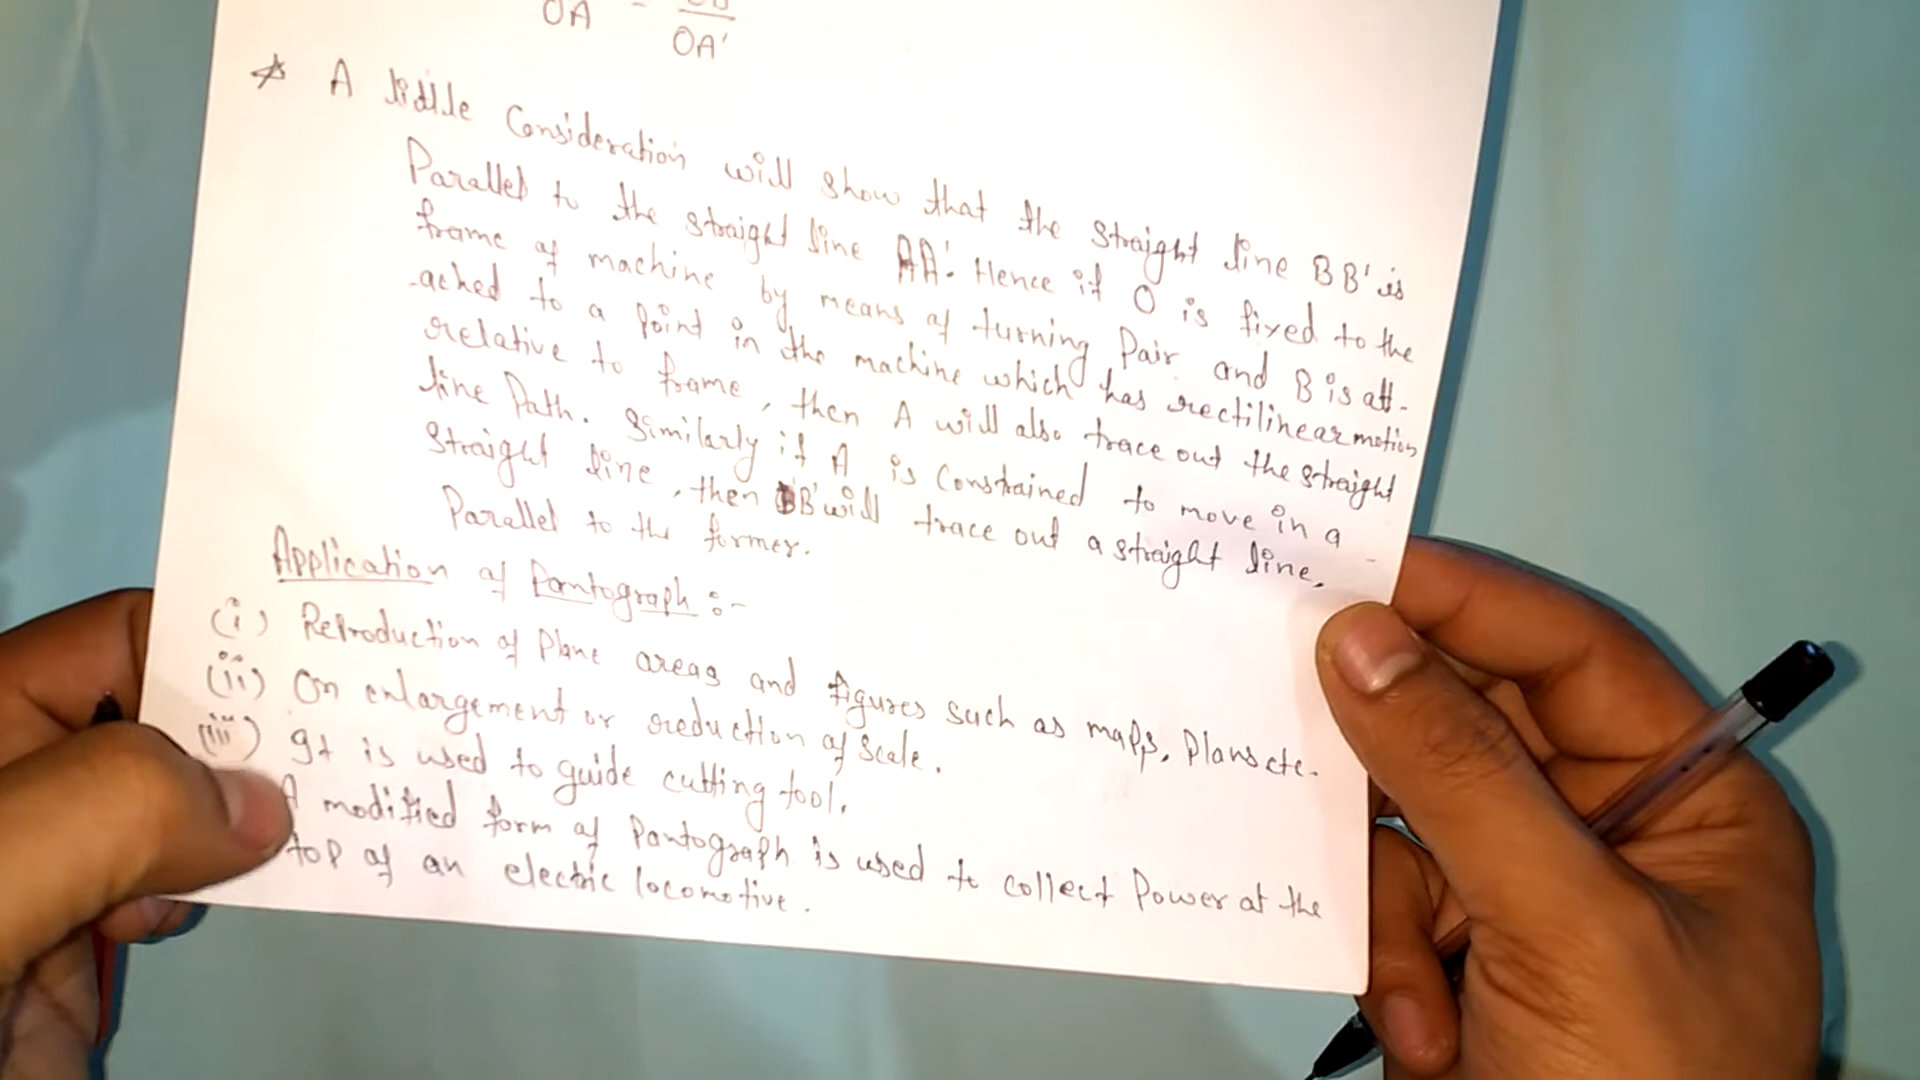 OA = OB
OA'
A little Consideration will show that the straight line BB' is
Parallel to the straight line AA'. Hence if O is fixed to the
frame of machine by means of turning Pair and B is att-
-ached to a point in the machine which has rectilinear motion
relative to frame, then A will also trace out the straight
line Path. Similarly if A is Constrained to move in a
straight line, then BB' will trace out a straight line,
Parallel to the former.
Application of Pantograph :-
(i) Reproduction of Plane areas and figures such as maps, Plans etc.
(ii) On enlargement or reduction of scale.
(iii) It is used to guide cutting tool.
A modified form of Pantograph is used to collect Power at the
top of an electric locomotive.